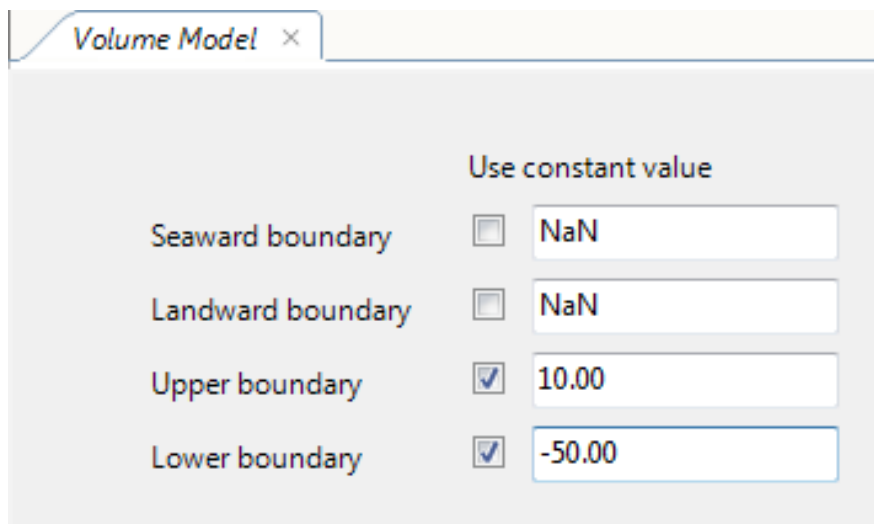 Volume Model ×
Use constant value
Seaward boundary NaN
Landward boundary NaN
Upper boundary 10.00
Lower boundary -50.00